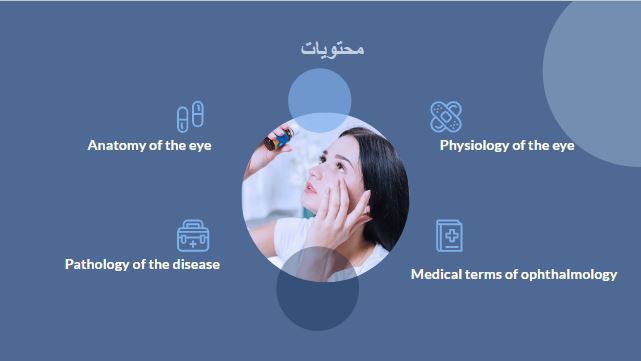 محتويات
Anatomy of the eye
Physiology of the eye
Pathology of the disease
Medical terms of ophthalmology